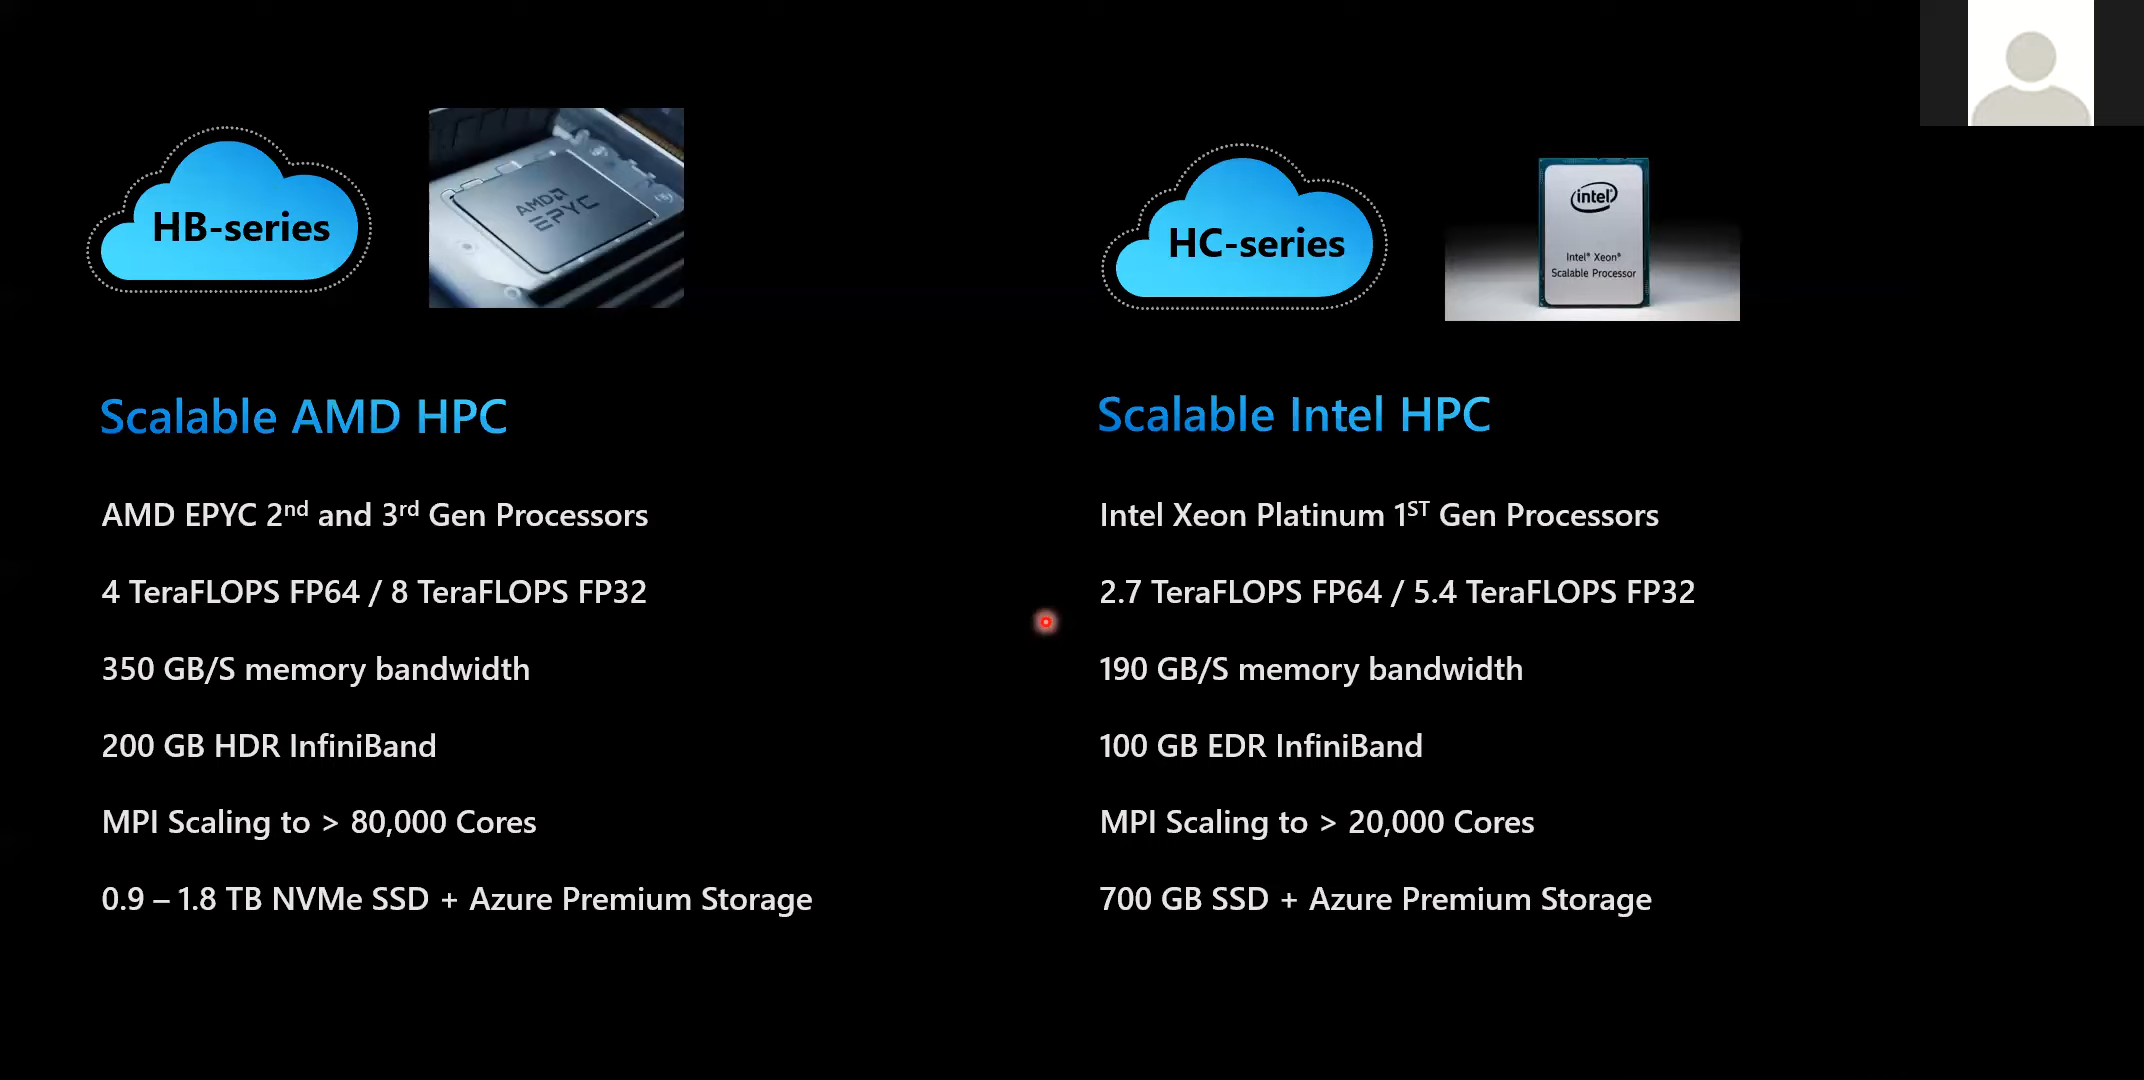 HB-series
AMD
EPYC
Scalable AMD HPC
AMD EPYC 2nd and 3rd Gen Processors
4 TeraFLOPS FP64 / 8 TeraFLOPS FP32
350 GB/S memory bandwidth
200 GB HDR InfiniBand
MPI Scaling to > 80,000 Cores
0.9 – 1.8 TB NVMe SSD + Azure Premium Storage
HC-series
intel
Intel® Xeon®
Scalable Processor
Scalable Intel HPC
Intel Xeon Platinum 1ST Gen Processors
2.7 TeraFLOPS FP64 / 5.4 TeraFLOPS FP32
190 GB/S memory bandwidth
100 GB EDR InfiniBand
MPI Scaling to > 20,000 Cores
700 GB SSD + Azure Premium Storage